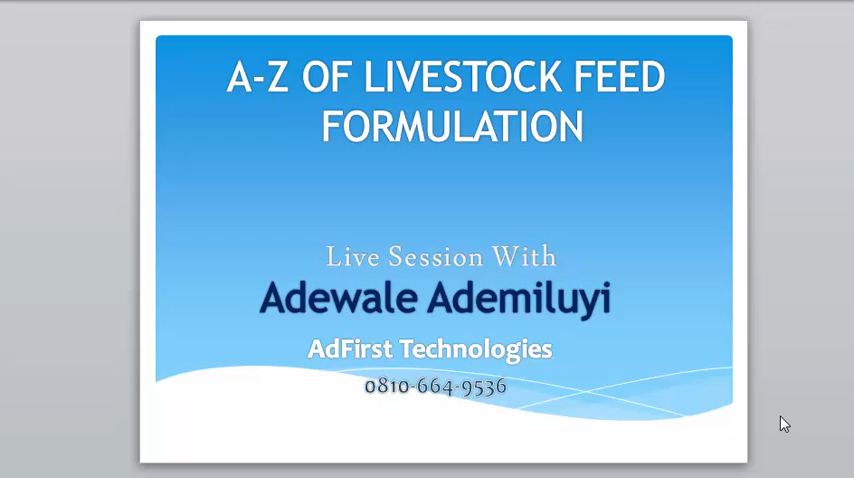 A-Z OF LIVESTOCK FEED
FORMULATION
Live Session With
Adewale Ademiluyi
AdFirst Technologies
0810-664-9536